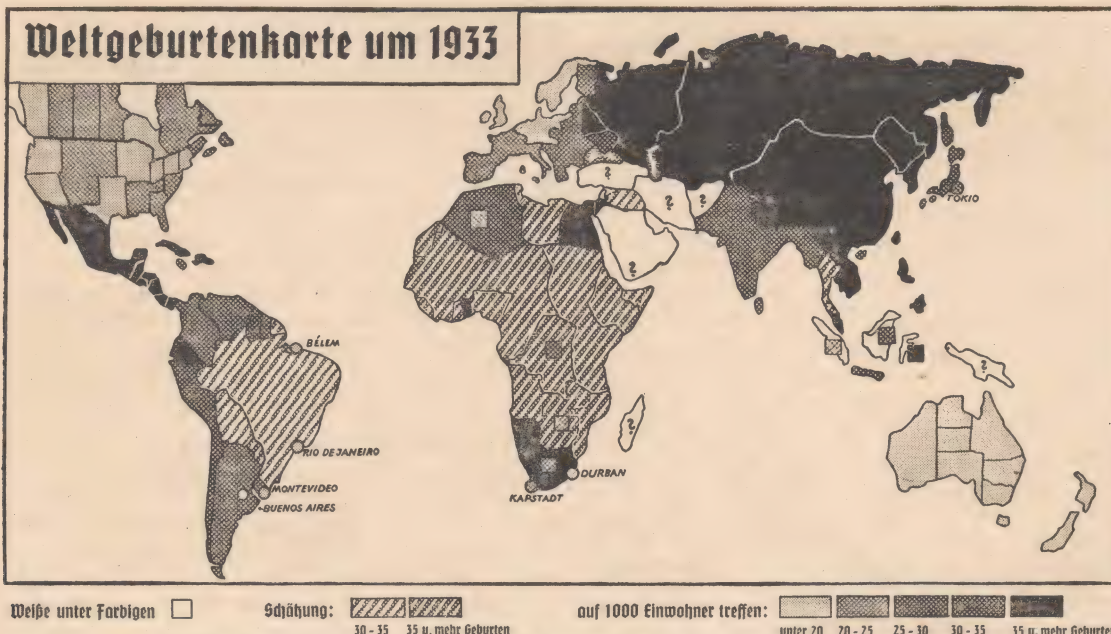 Weltgeburtenkarte um 1933
?
?
?
?
TOKIO
BÉLEM
RIO DE JANEIRO
MONTEVIDEO
BUENOS AIRES
?
DURBAN
KAPSTADT
?
Weiße unter Farbigen
Schätzung:
30 - 35 35 u. mehr Geburten
auf 1000 Einwohner treffen:
unter 20 20 - 25 25 - 30 30 - 35 35 u. mehr Geburten